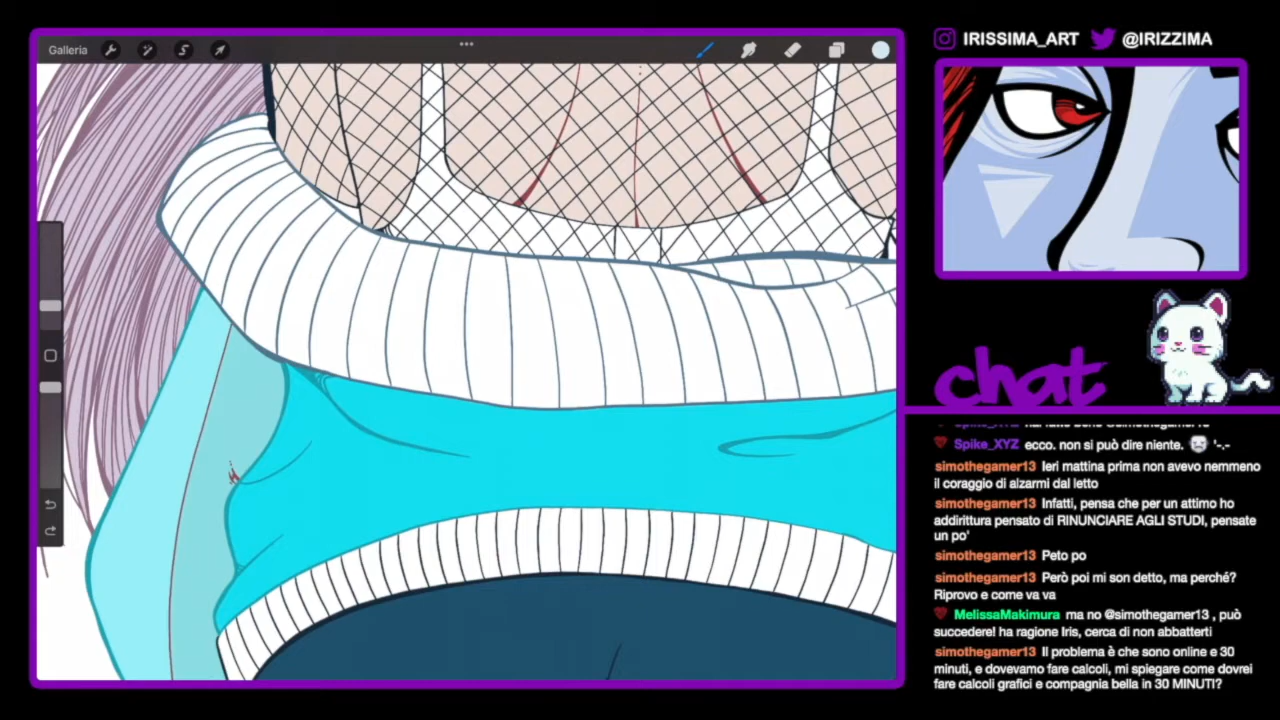 Galleria
IRISSIMA_ART @IRIZZIMA
chat
Spike_XYZ ecco. non si può dire niente. '-.-
simothegamer13 Ieri mattina prima non avevo nemmeno
il coraggio di alzarmi dal letto
simothegamer13 Infatti, pensa che per un attimo ho
addirittura pensato di RINUNCIARE AGLI STUDI, pensate
un po'
simothegamer13 Peto po
simothegamer13 Però poi mi son detto, ma perché?
Riprovo e come va va
MelissaMakimura ma no @simothegamer13 , può
succedere! ha ragione Iris, cerca di non abbatterti
simothegamer13 Il problema è che sono online e 30
minuti, e dovevamo fare calcoli, mi spiegare come dovrei
fare calcoli grafici e compagnia bella in 30 MINUTI?